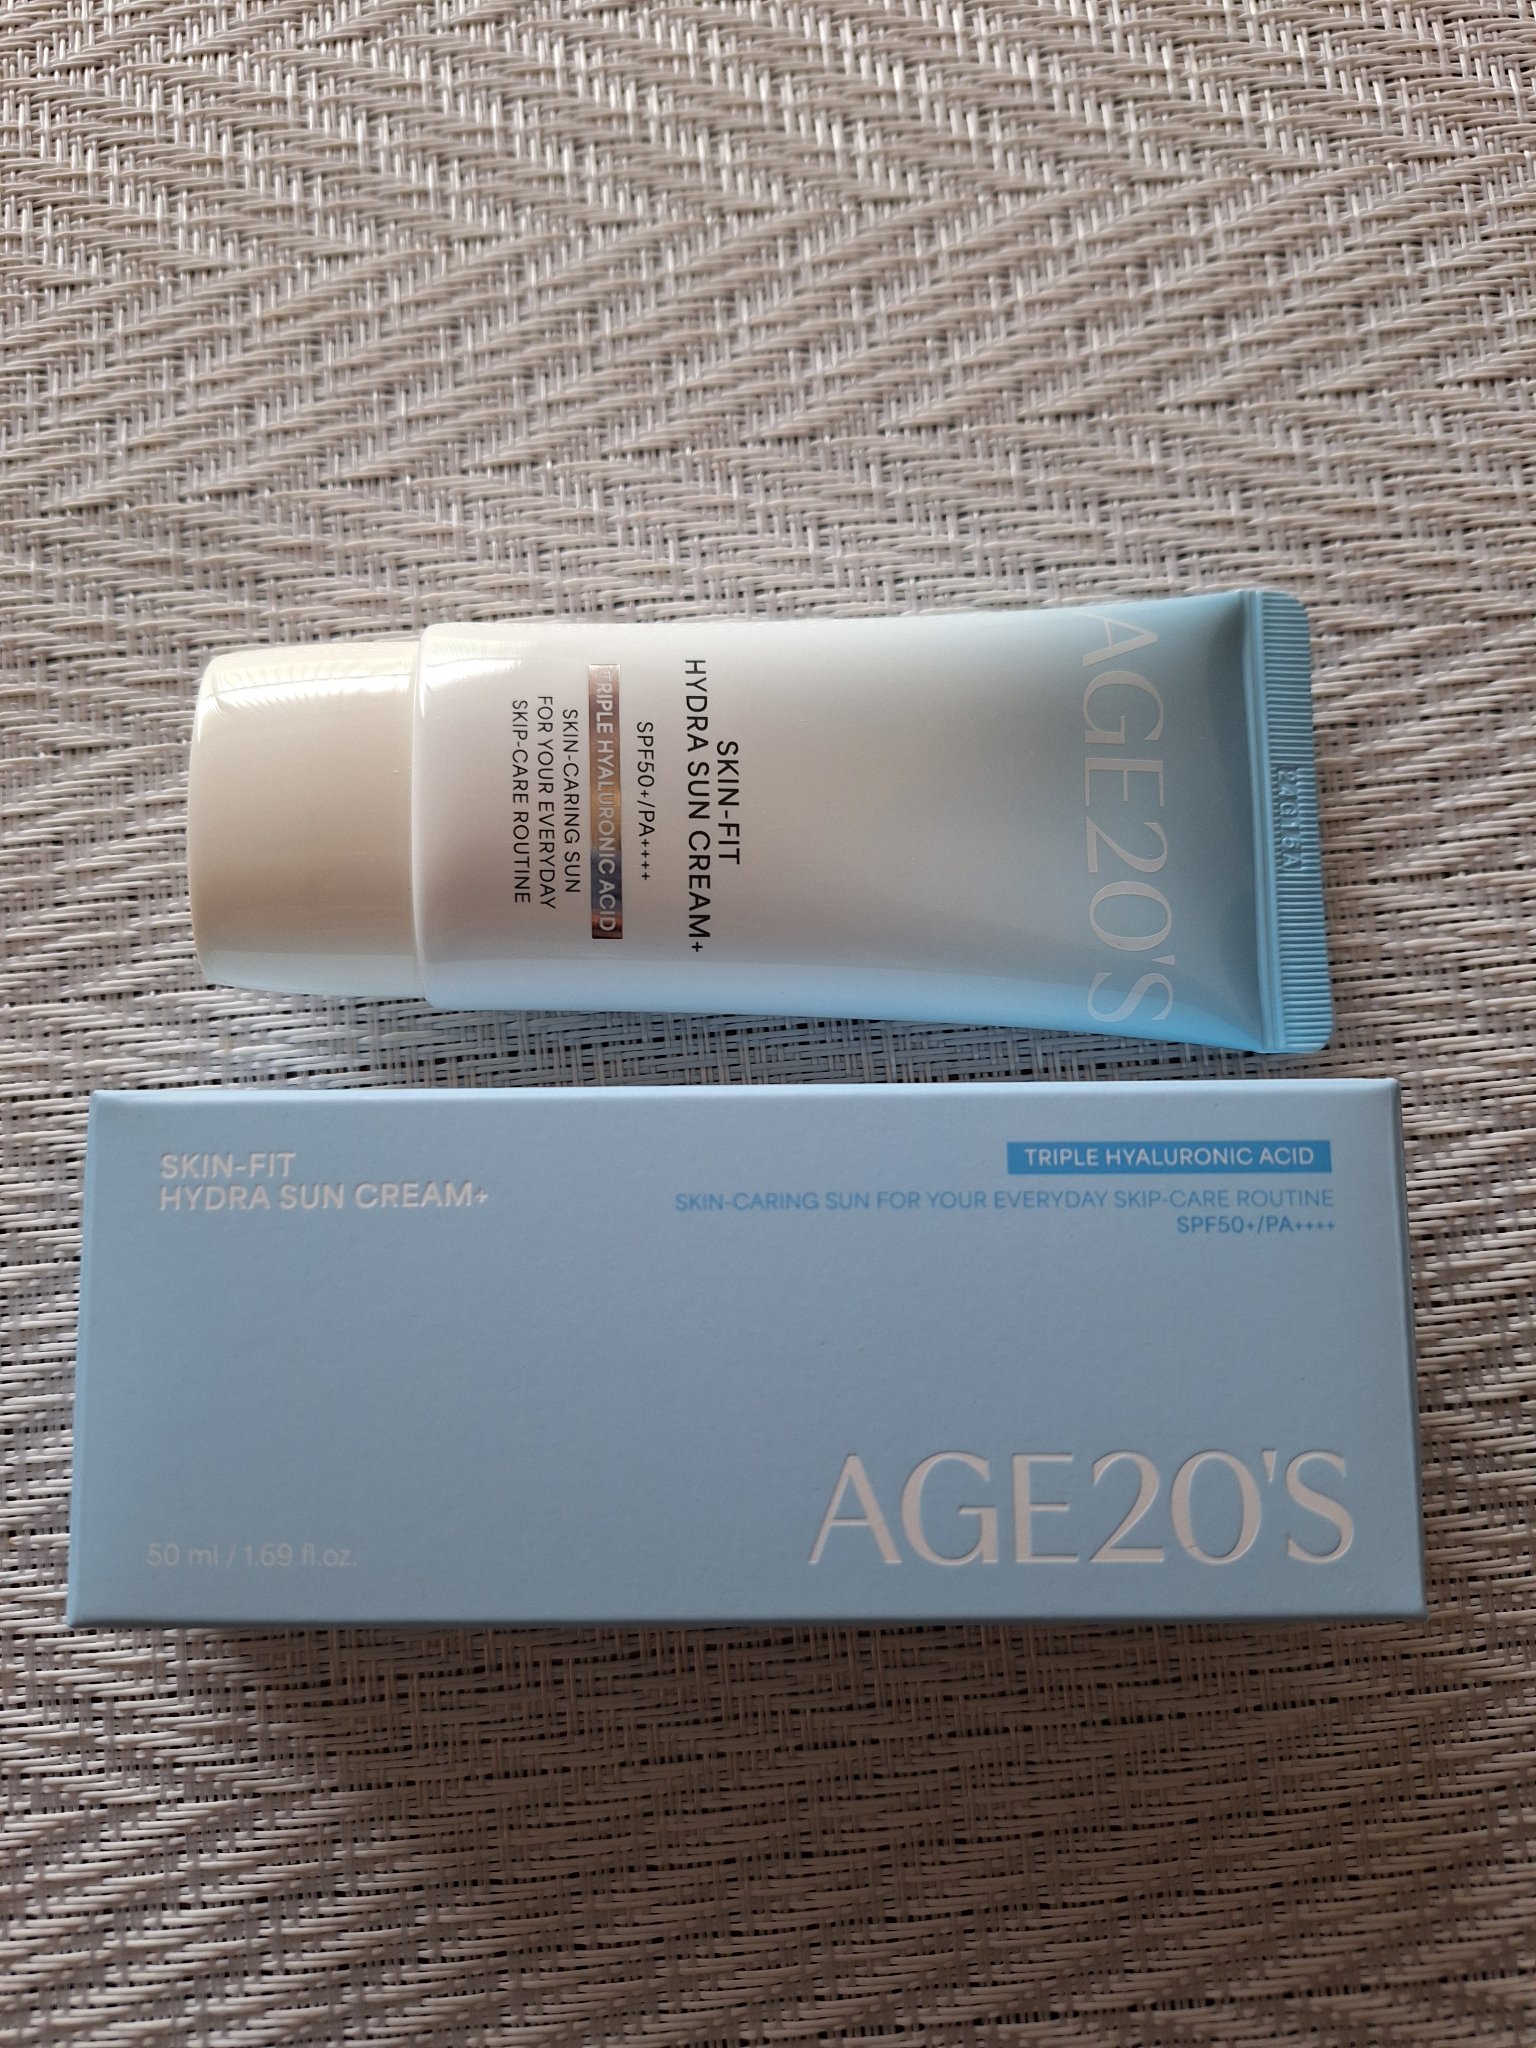 AGE20'S
24G15A
SKIN-FIT
HYDRA SUN CREAM+
SPF50+/PA++++
TRIPLE HYALURONIC ACID
SKIN-CARING SUN
FOR YOUR EVERYDAY
SKIP-CARE ROUTINE
SKIN-FIT
HYDRA SUN CREAM+
TRIPLE HYALURONIC ACID
SKIN-CARING SUN FOR YOUR EVERYDAY SKIP-CARE ROUTINE
SPF50+/PA++++
50 ml / 1.69 fl.oz.
AGE20'S